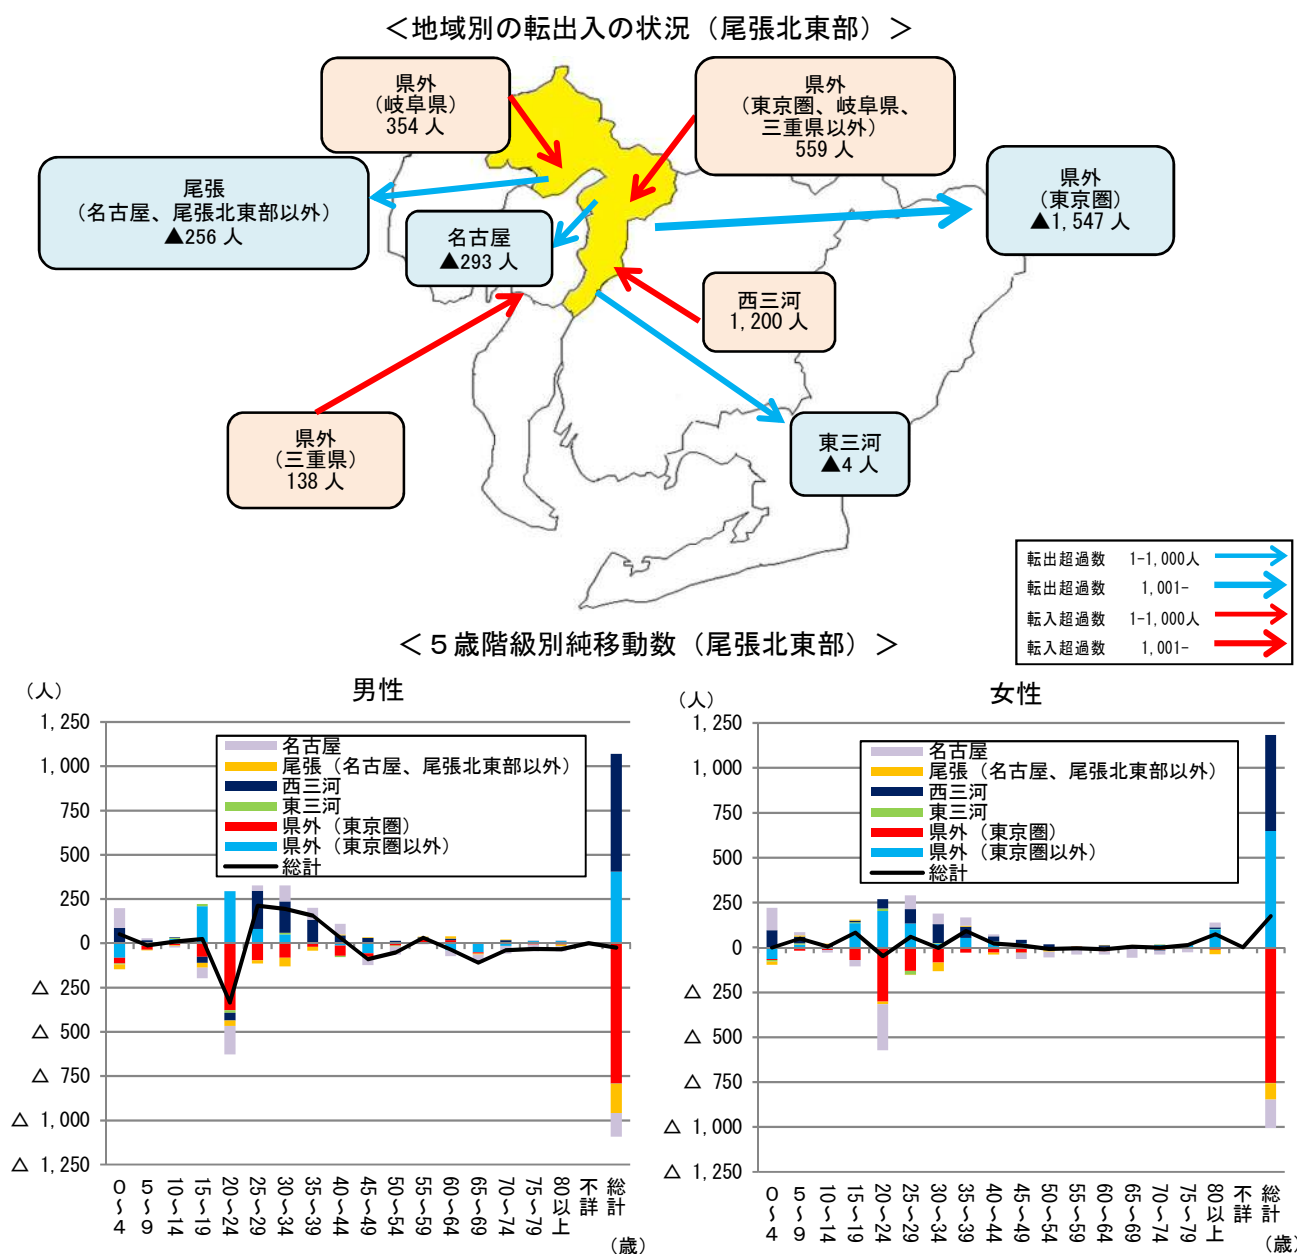 ＜地域別の転出入の状況（尾張北東部）＞
県外
（岐阜県）
354 人
県外
（東京圏、岐阜県、
三重県以外）
559 人
尾張
（名古屋、尾張北東部以外）
▲256 人
県外
（東京圏）
▲1,547 人
名古屋
▲293 人
西三河
1,200 人
県外
（三重県）
138 人
東三河
▲4 人
転出超過数 1-1,000人
転出超過数 1,001-
転入超過数 1-1,000人
転入超過数 1,001-
＜５歳階級別純移動数（尾張北東部）＞
（人）
男性
1,250
1,000
750
500
250
0
△ 250
△ 500
△ 750
△ 1,000
△ 1,250
名古屋
尾張（名古屋、尾張北東部以外）
西三河
東三河
県外（東京圏）
県外（東京圏以外）
総計
0～4
5～9
10～14
15～19
20～24
25～29
30～34
35～39
40～44
45～49
50～54
55～59
60～64
65～69
70～74
75～79
80以上
不詳
総計
（歳）
（人）
女性
1,250
1,000
750
500
250
0
△ 250
△ 500
△ 750
△ 1,000
△ 1,250
名古屋
尾張（名古屋、尾張北東部以外）
西三河
東三河
県外（東京圏）
県外（東京圏以外）
総計
0～4
5～9
10～14
15～19
20～24
25～29
30～34
35～39
40～44
45～49
50～54
55～59
60～64
65～69
70～74
75～79
80以上
不詳
総計
（歳）